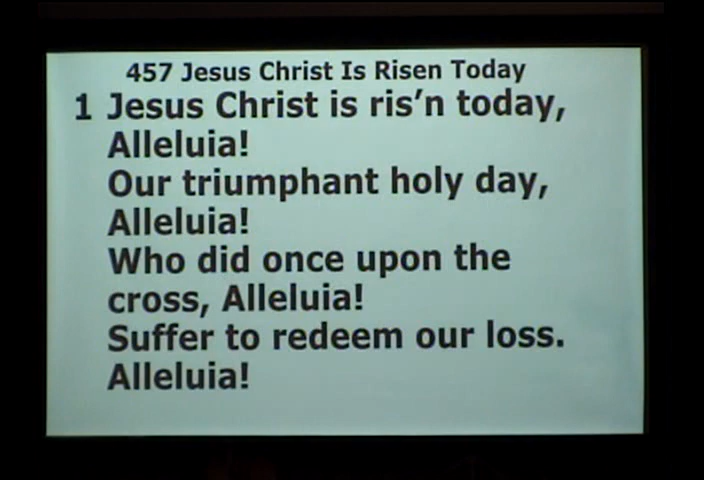 457 Jesus Christ Is Risen Today
1 Jesus Christ is ris’n today,
Alleluia!
Our triumphant holy day,
Alleluia!
Who did once upon the
cross, Alleluia!
Suffer to redeem our loss.
Alleluia!